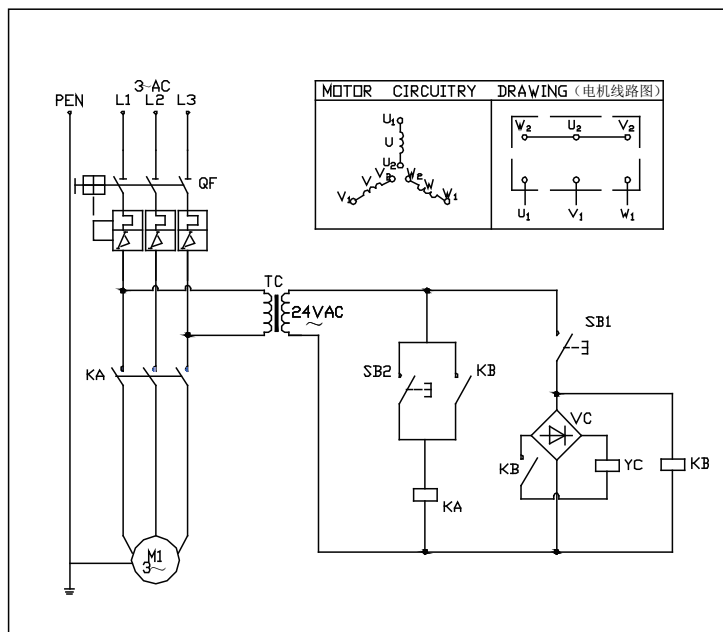 3~AC
PEN L1 L2 L3
QF
MOTOR CIRCUITRY DRAWING (电机线路图)
U1
U
U2
V2 W2
V W
V1 W1
W2 U2 V2
U1 V1 W1
TC
24VAC
~
SB1
KA
SB2 KB
VC
KB YC KB
KA
M1
3~